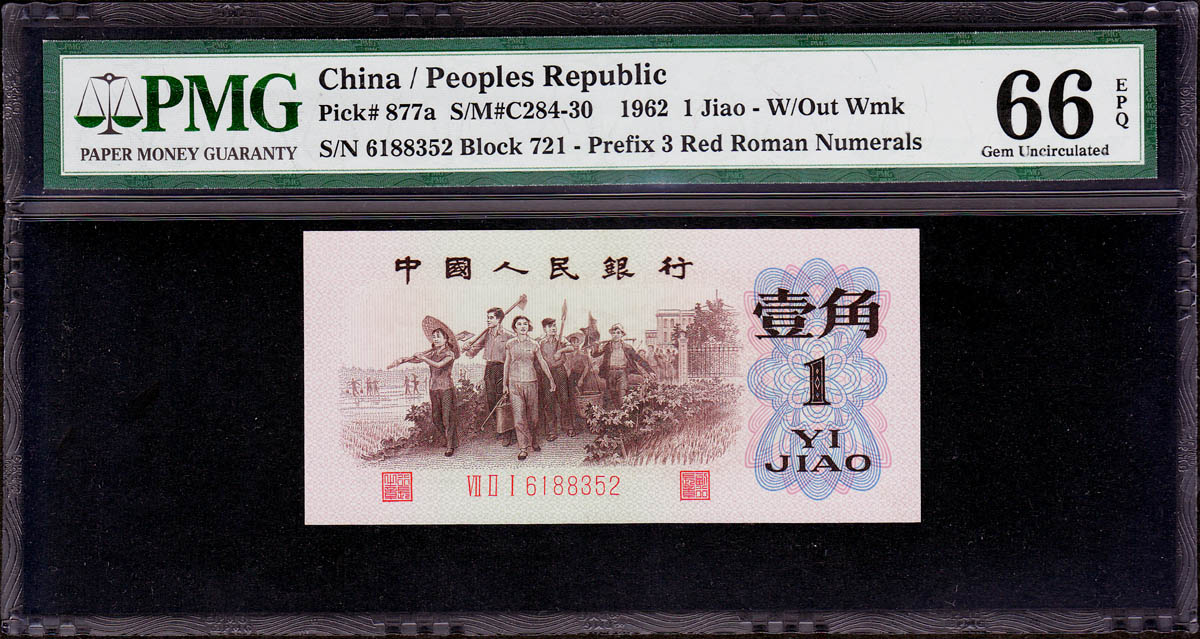 PMG
PAPER MONEY GUARANTY
China / Peoples Republic
Pick# 877a S/M#C284-30 1962 1 Jiao - W/Out Wmk
S/N 6188352 Block 721 - Prefix 3 Red Roman Numerals
66 EPQ
Gem Uncirculated
中國人民銀行
壹角
1
YI
JIAO
VII II I 6188352